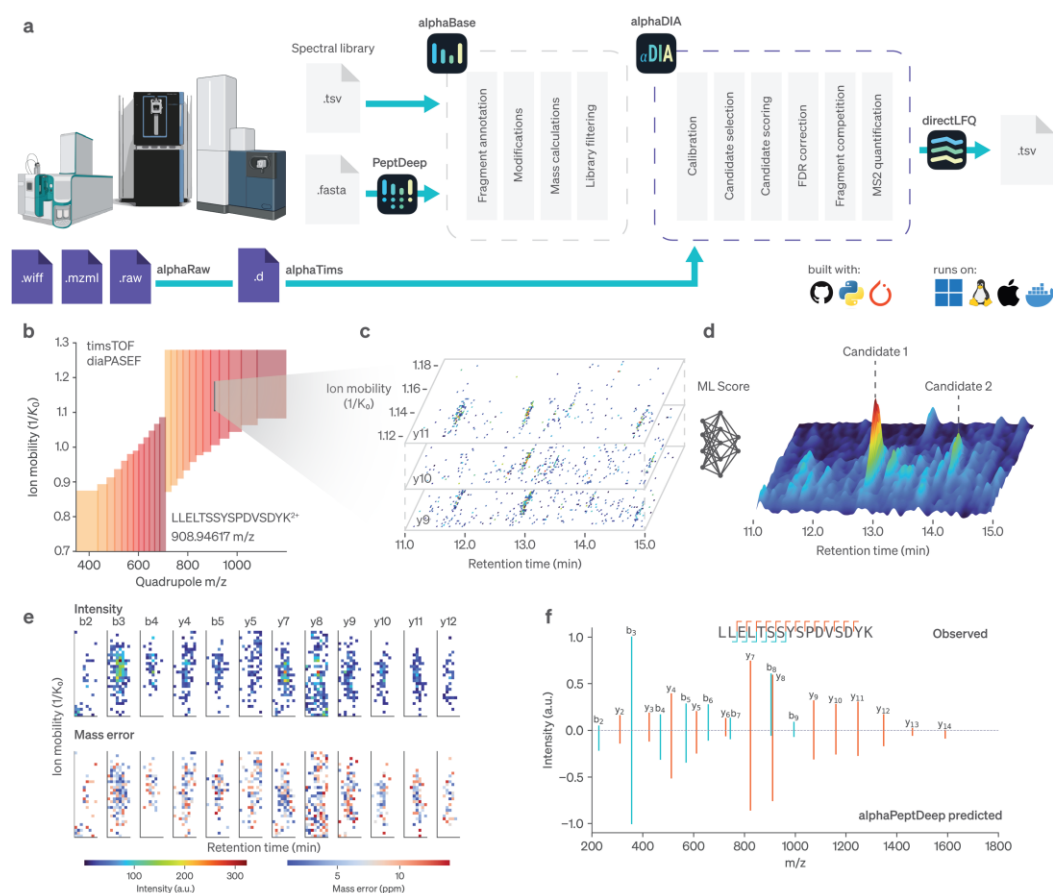 a
alphaBase
alphaDIA
Spectral library
αDIA
.tsv
Fragment annotation
Modifications
Mass calculations
Library filtering
Calibration
Candidate selection
Candidate scoring
FDR correction
Fragment competition
MS2 quantification
directLFQ
.tsv
PeptDeep
.fasta
.wiff
.mzml
.raw
alphaRaw
.d
alphaTims
built with:
runs on:
b
timsTOF
diaPASEF
1.3
1.2
1.1
1.0
0.9
0.8
0.7
Ion mobility (1/K₀)
LLELTSSYSPDVSDYK²⁺
908.94617 m/z
400
600
800
1000
Quadrupole m/z
c
Ion mobility
(1/K₀)
1.18
1.16
1.14
1.12
y11
y10
y9
11.0
12.0
13.0
14.0
15.0
Retention time (min)
d
ML Score
Candidate 1
Candidate 2
11.0
12.0
13.0
14.0
15.0
Retention time (min)
e
Intensity
b2
b3
b4
y4
b5
y5
y7
y8
y9
y10
y11
y12
Ion mobility (1/K₀)
Mass error
Retention time (min)
100
200
300
Intensity (a.u.)
5
10
Mass error (ppm)
f
LLELTSSYSPDVSDYK
Observed
1.0
0.5
0.0
−0.5
−1.0
Intensity (a.u.)
b₂
y₂
b₃
y₃
b₄
y₄
b₅
y₅
b₆
y₆
b₇
y₇
b₈
y₈
b₉
y₉
y₁₀
y₁₁
y₁₂
y₁₃
y₁₄
alphaPeptDeep predicted
200
400
600
800
1000
1200
1400
1600
1800
m/z